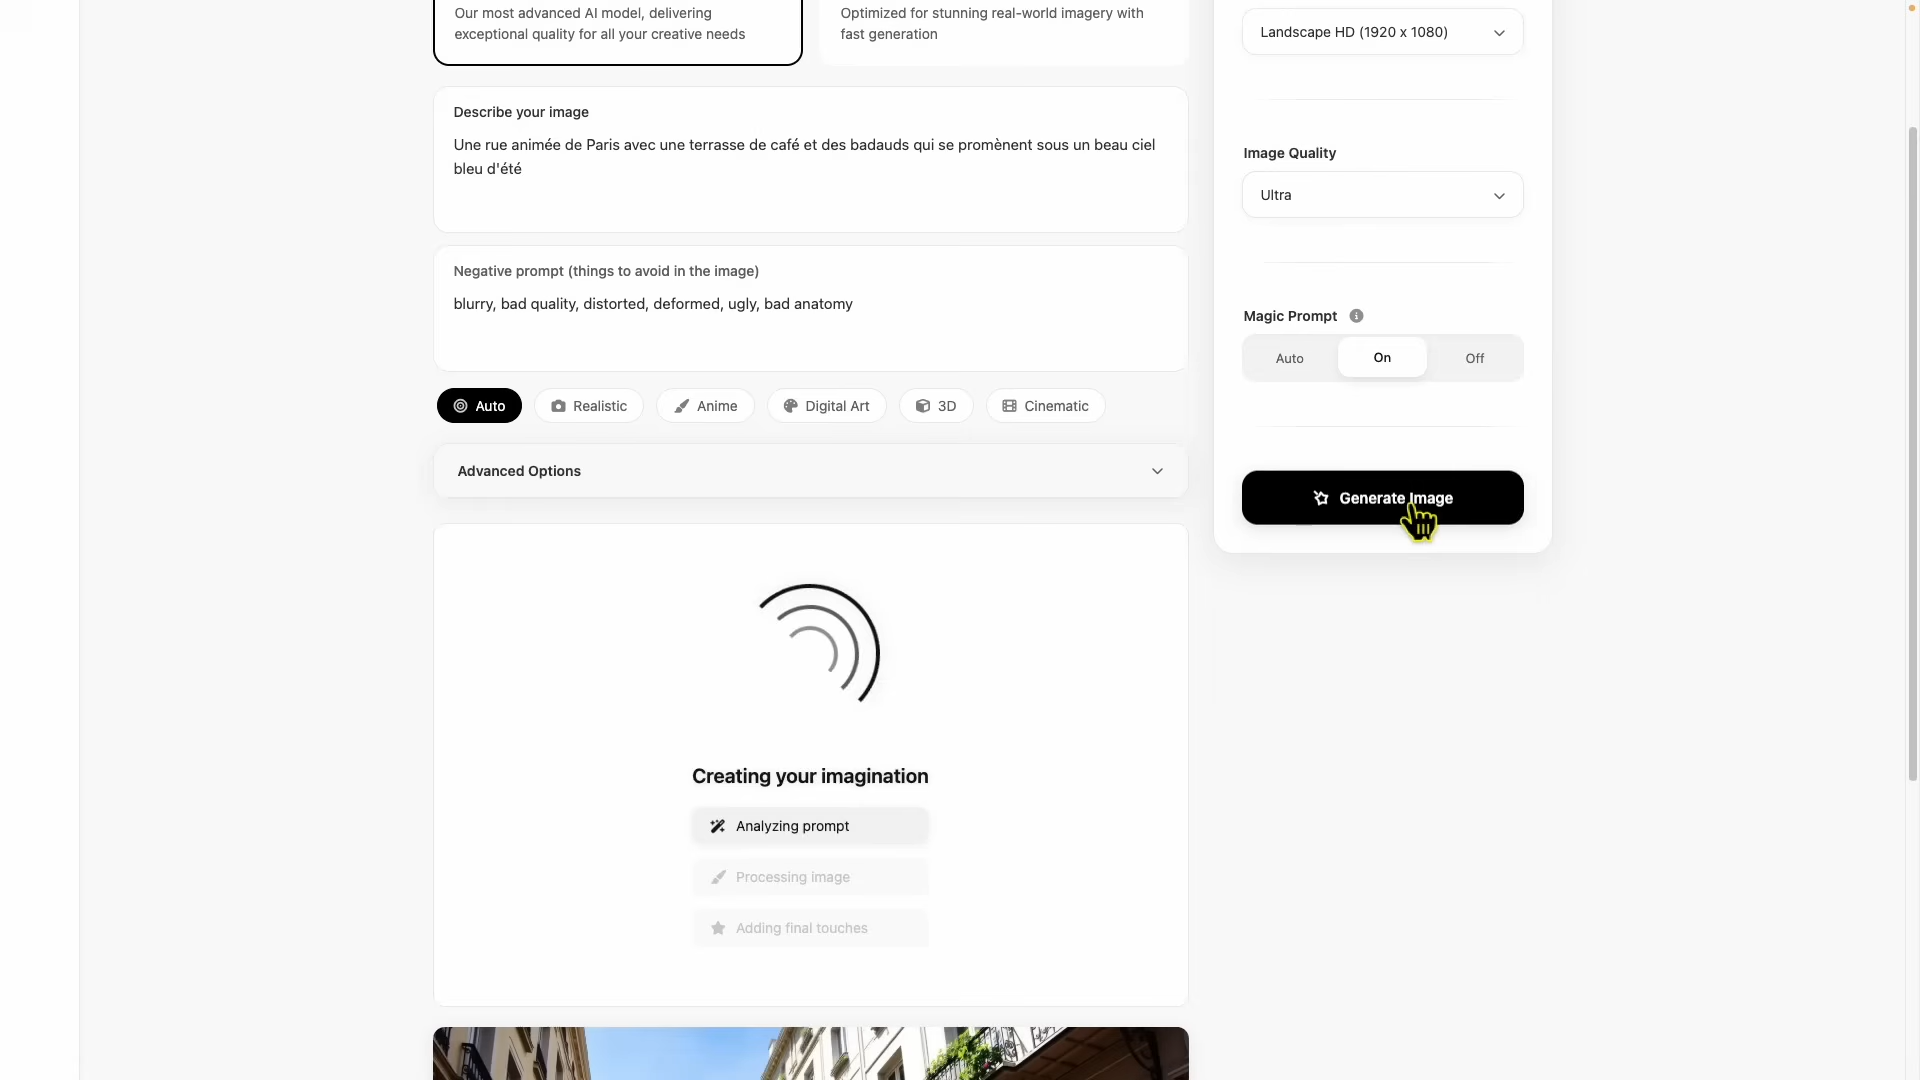 Our most advanced AI model, delivering
exceptional quality for all your creative needs
Optimized for stunning real-world imagery with
fast generation
Landscape HD (1920 x 1080)
Describe your image
Une rue animée de Paris avec une terrasse de café et des badauds qui se promènent sous un beau ciel
bleu d'été
Image Quality
Ultra
Negative prompt (things to avoid in the image)
blurry, bad quality, distorted, deformed, ugly, bad anatomy
Magic Prompt
Auto
On
Off
Auto
Realistic
Anime
Digital Art
3D
Cinematic
Advanced Options
Generate Image
Creating your imagination
Analyzing prompt
Processing image
Adding final touches